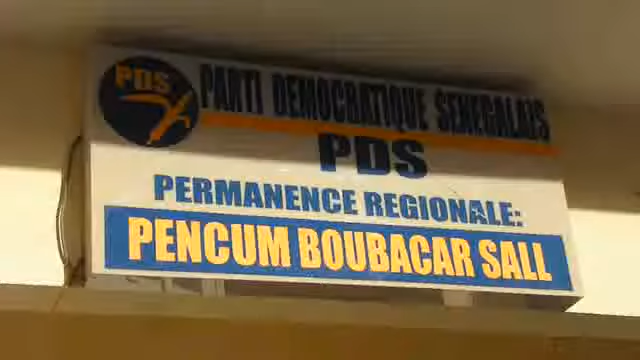 PDS
PARTI DEMOCRATIQUE SENEGALAIS
PDS
PERMANENCE REGIONALE:
PENCUM BOUBACAR SALL